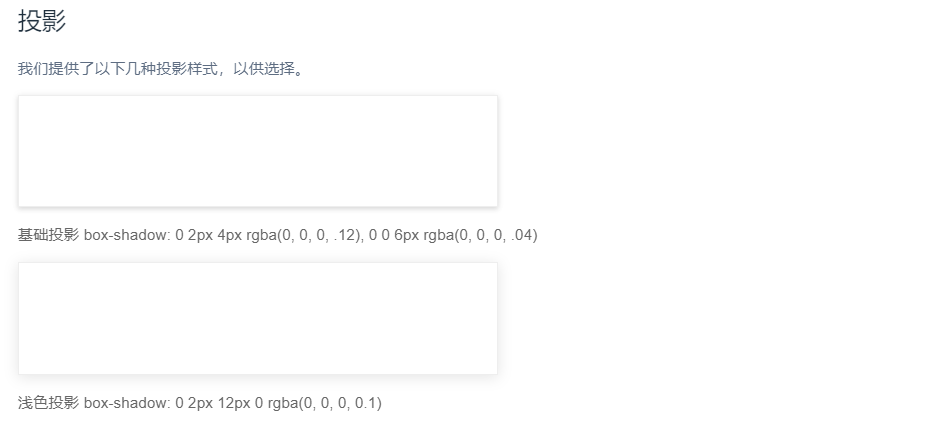 投影
我们提供了以下几种投影样式，以供选择。
基础投影 box-shadow: 0 2px 4px rgba(0, 0, 0, .12), 0 0 6px rgba(0, 0, 0, .04)
浅色投影 box-shadow: 0 2px 12px 0 rgba(0, 0, 0, 0.1)